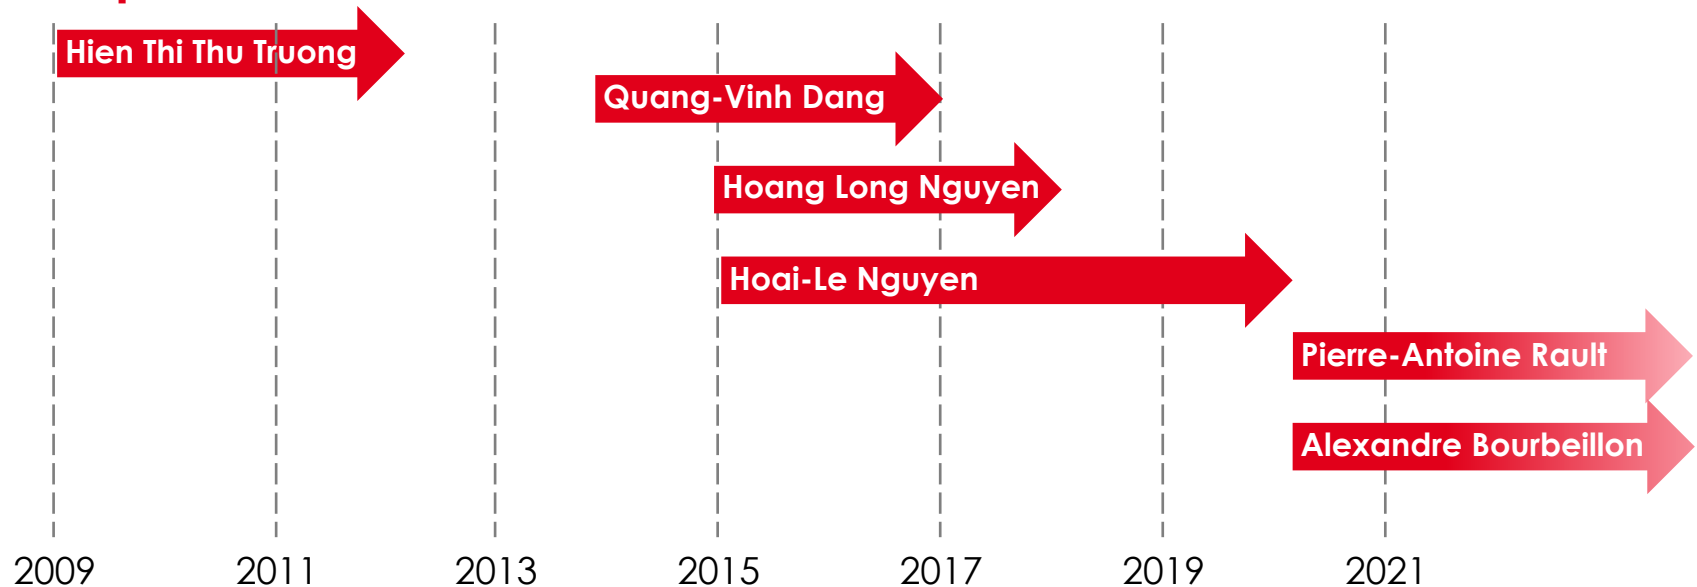 Hien Thi Thu Truong
Quang-Vinh Dang
Hoang Long Nguyen
Hoai-Le Nguyen
Pierre-Antoine Rault
Alexandre Bourbeillon
2009 2011 2013 2015 2017 2019 2021